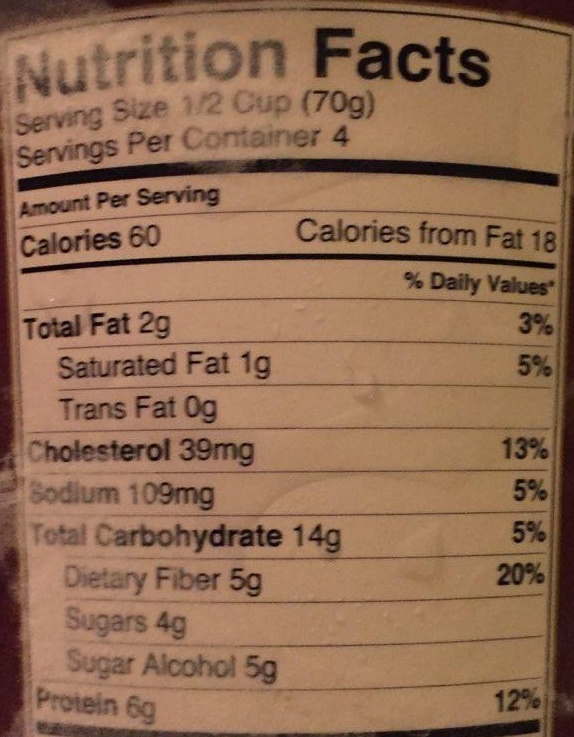 Nutrition Facts
Serving Size 1/2 Cup (70g)
Servings Per Container 4
Amount Per Serving
Calories 60 Calories from Fat 18
% Daily Values*
Total Fat 2g 3%
Saturated Fat 1g 5%
Trans Fat 0g
Cholesterol 39mg 13%
Sodium 109mg 5%
Total Carbohydrate 14g 5%
Dietary Fiber 5g 20%
Sugars 4g
Sugar Alcohol 5g
Protein 6g 12%